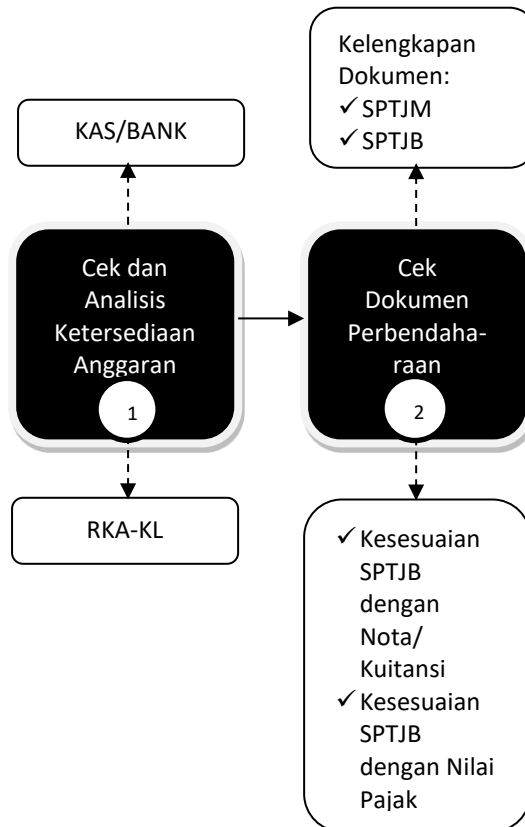 KAS/BANK
Cek dan
Analisis
Ketersediaan
Anggaran
1
RKA-KL
Kelengkapan
Dokumen:
✓ SPTJM
✓ SPTJB
Cek
Dokumen
Perbendaha-
raan
2
✓ Kesesuaian
SPTJB
dengan
Nota/
Kuitansi
✓ Kesesuaian
SPTJB
dengan Nilai
Pajak